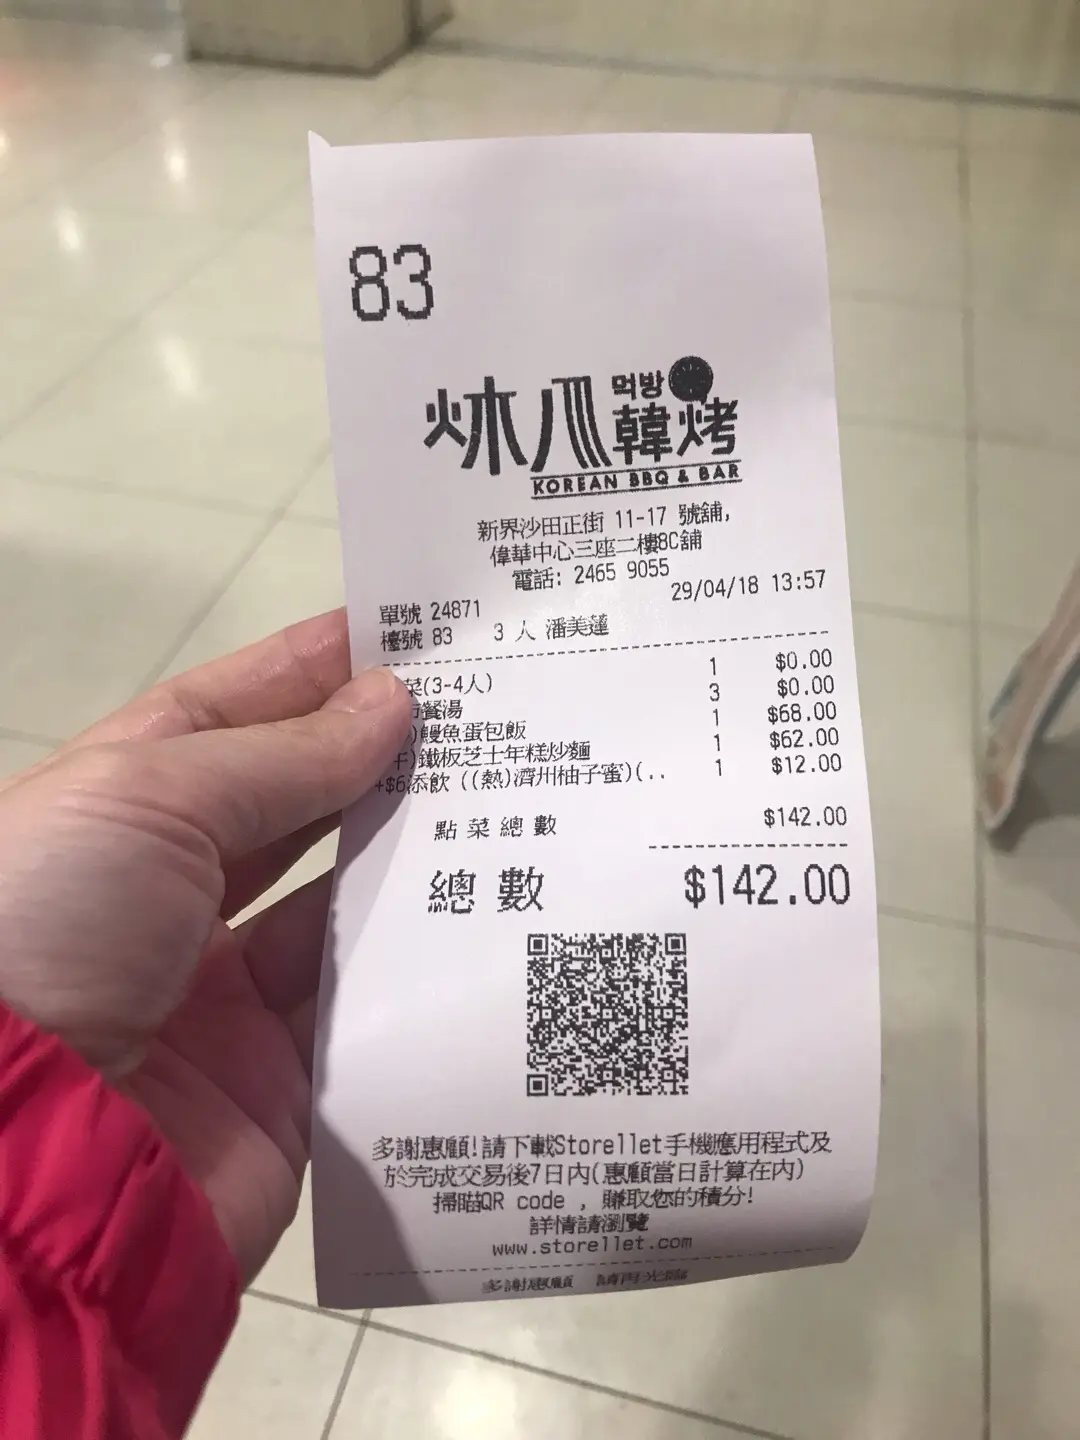 83
炑八 먹방 韓烤
KOREAN BBQ & BAR
新界沙田正街 11-17 號舖,
偉華中心三座二樓8C舖
電話: 2465 9055
29/04/18 13:57
單號 24871
檯號 83 3 人 潘美蓮
菜(3-4人) 1 $0.00
餐湯 3 $0.00
)鰻魚蛋包飯 1 $68.00
)鐵板芝士年糕炒麵 1 $62.00
+$6添飲 ((熱)濟州柚子蜜)(.. 1 $12.00
點菜總數 $142.00
總數 $142.00
多謝惠顧!請下載Storellet手機應用程式及
於完成交易後7日內(惠顧當日計算在內)
掃瞄QR code , 賺取您的積分!
詳情請瀏覽
www.storellet.com
多謝惠顧 請再光臨